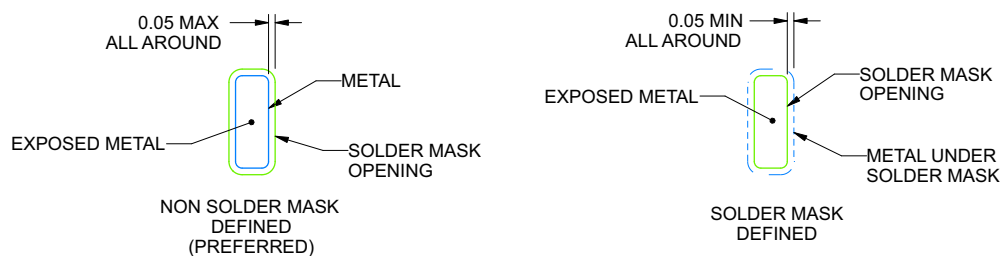 0.05 MAX
ALL AROUND
METAL
EXPOSED METAL
SOLDER MASK
OPENING
NON SOLDER MASK
DEFINED
(PREFERRED)
0.05 MIN
ALL AROUND
SOLDER MASK
OPENING
EXPOSED METAL
METAL UNDER
SOLDER MASK
SOLDER MASK
DEFINED